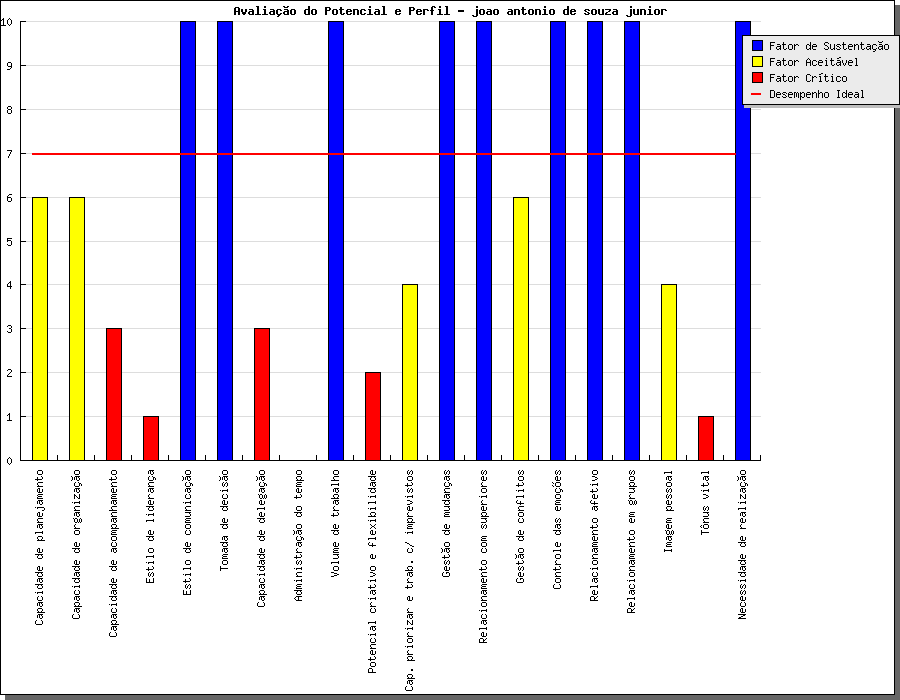 Avaliação do Potencial e Perfil - joao antonio de souza junior
10
9
8
7
6
5
4
3
2
1
0
Fator de Sustentação
Fator Aceitável
Fator Crítico
Desempenho Ideal
Capacidade de planejamento
Capacidade de organização
Capacidade de acompanhamento
Estilo de liderança
Estilo de comunicação
Tomada de decisão
Capacidade de delegação
Administração do tempo
Volume de trabalho
Potencial criativo e flexibilidade
Cap. priorizar e trab. c/ imprevistos
Gestão de mudanças
Relacionamento com superiores
Gestão de conflitos
Controle das emoções
Relacionamento afetivo
Relacionamento em grupos
Imagem pessoal
Tônus vital
Necessidade de realização